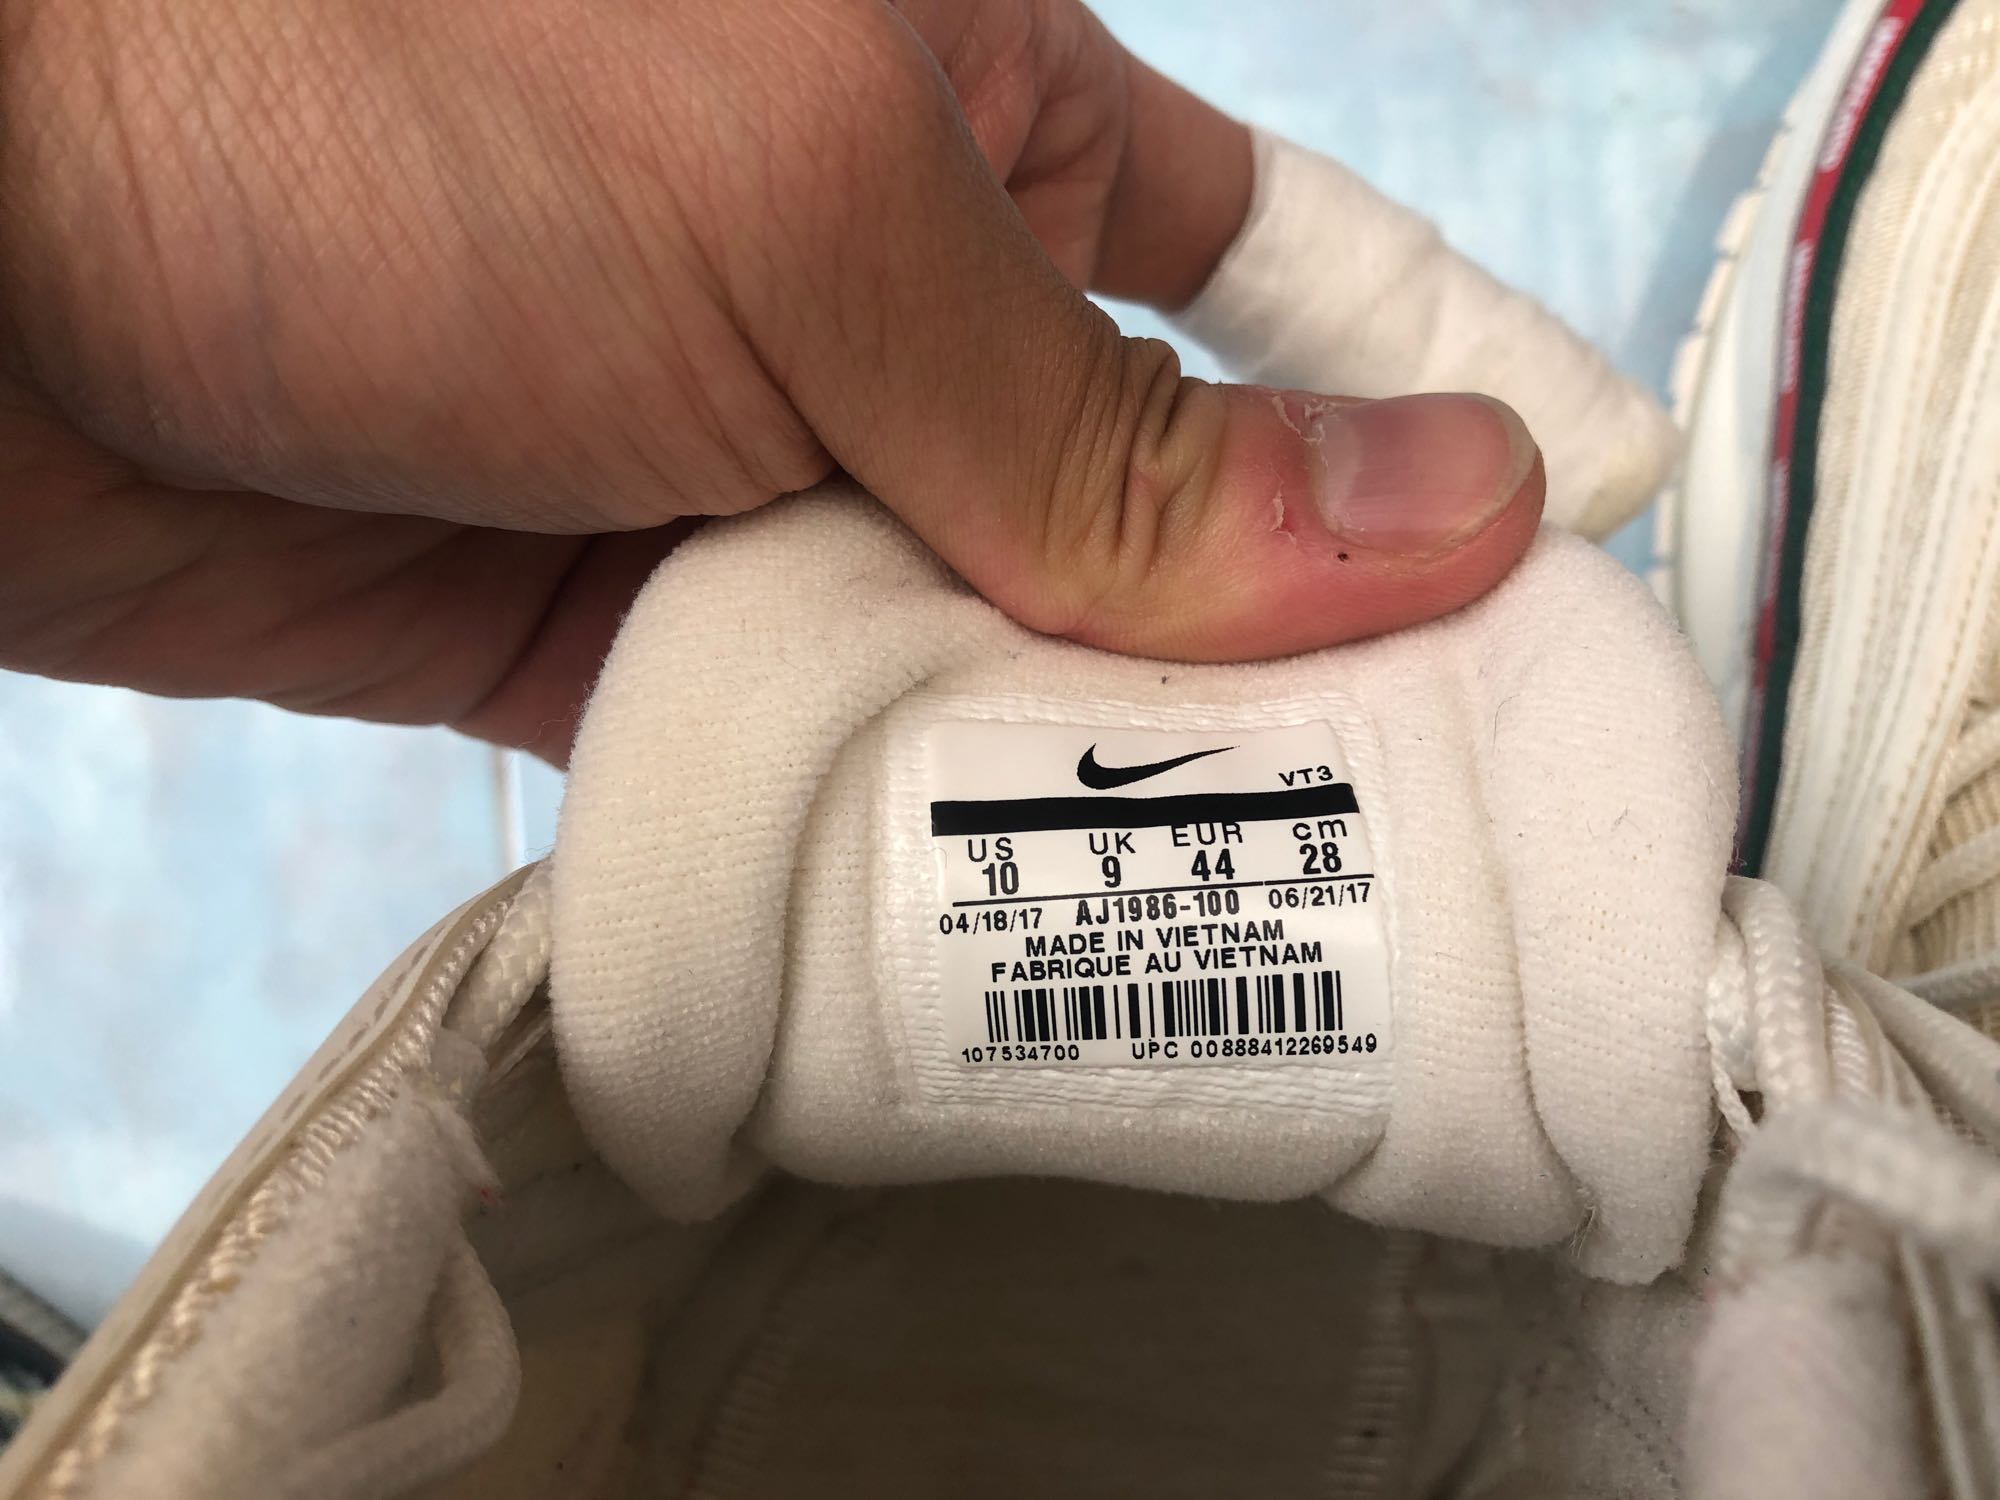 VT3
US UK EUR cm
10 9 44 28
04/18/17 AJ1986-100 06/21/17
MADE IN VIETNAM
FABRIQUE AU VIETNAM
107534700 UPC 00888412269549